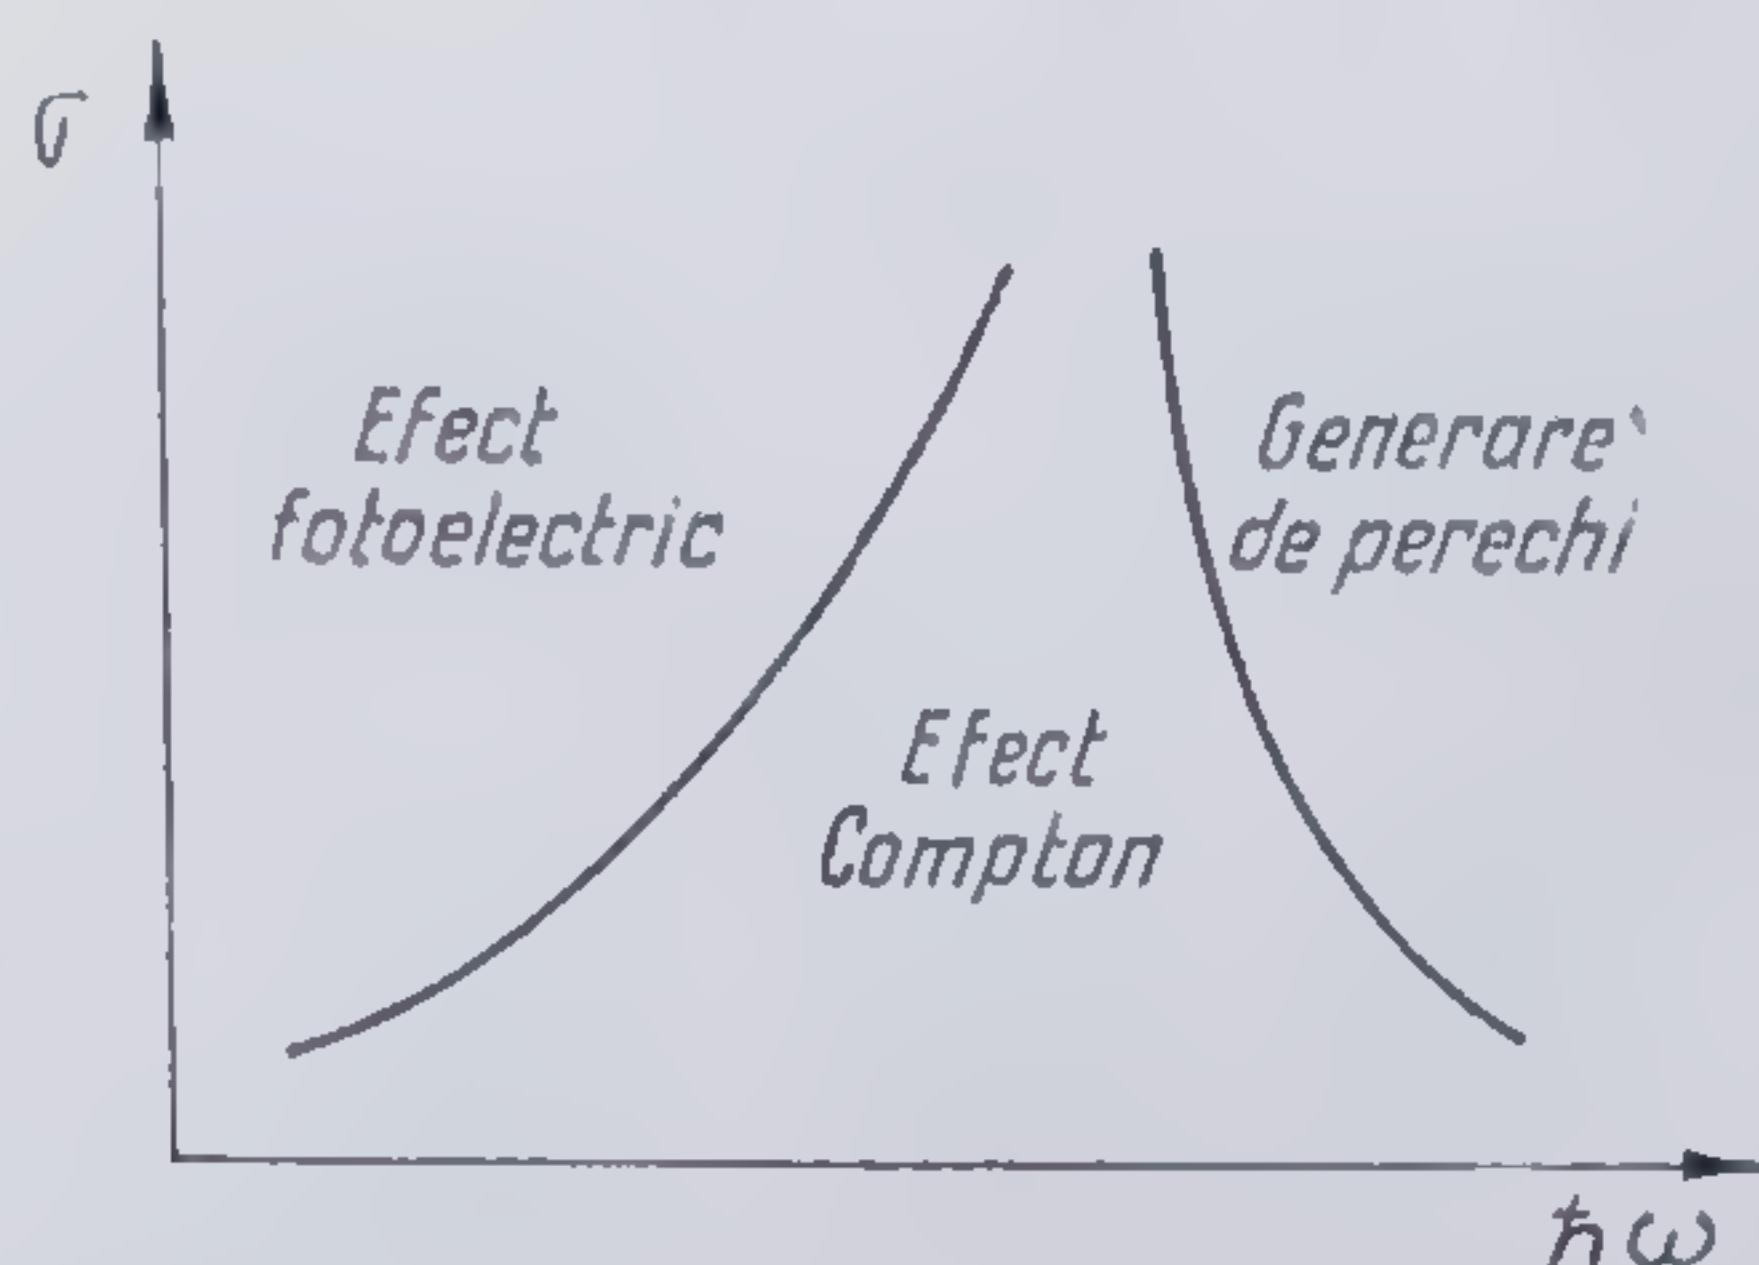 σ
Efect
fotoelectric
Generare
de perechi
Efect
Compton
ħω